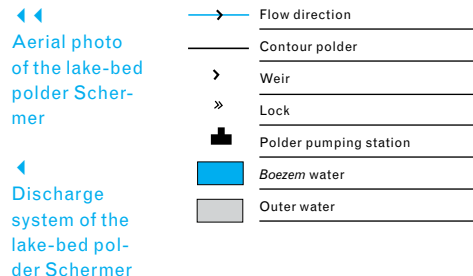 Aerial photo
of the lake-bed
polder Scher-
mer
Discharge
system of the
lake-bed pol-
der Schermer
Flow direction
Contour polder
Weir
Lock
Polder pumping station
Boezem water
Outer water